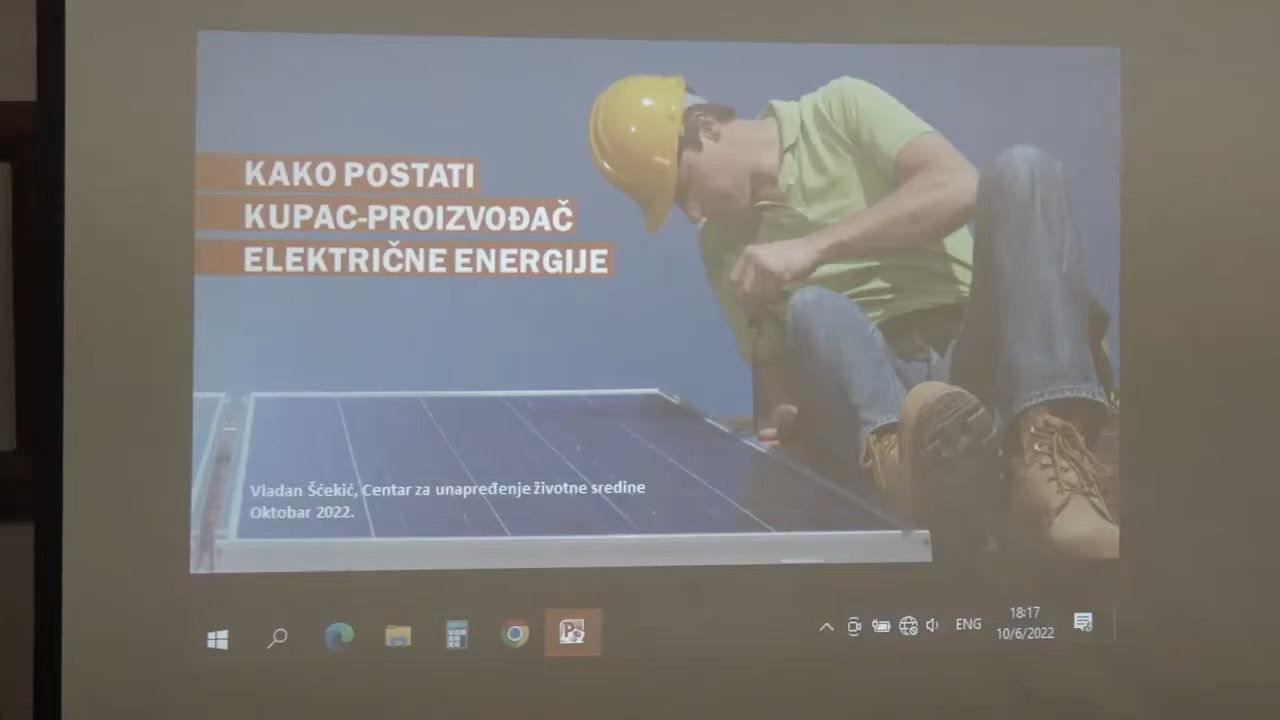 KAKO POSTATI
KUPAC-PROIZVOĐAČ
ELEKTRIČNE ENERGIJE
Vladan Šćekić, Centar za unapređenje životne sredine
Oktobar 2022.
ENG
18:17
10/6/2022